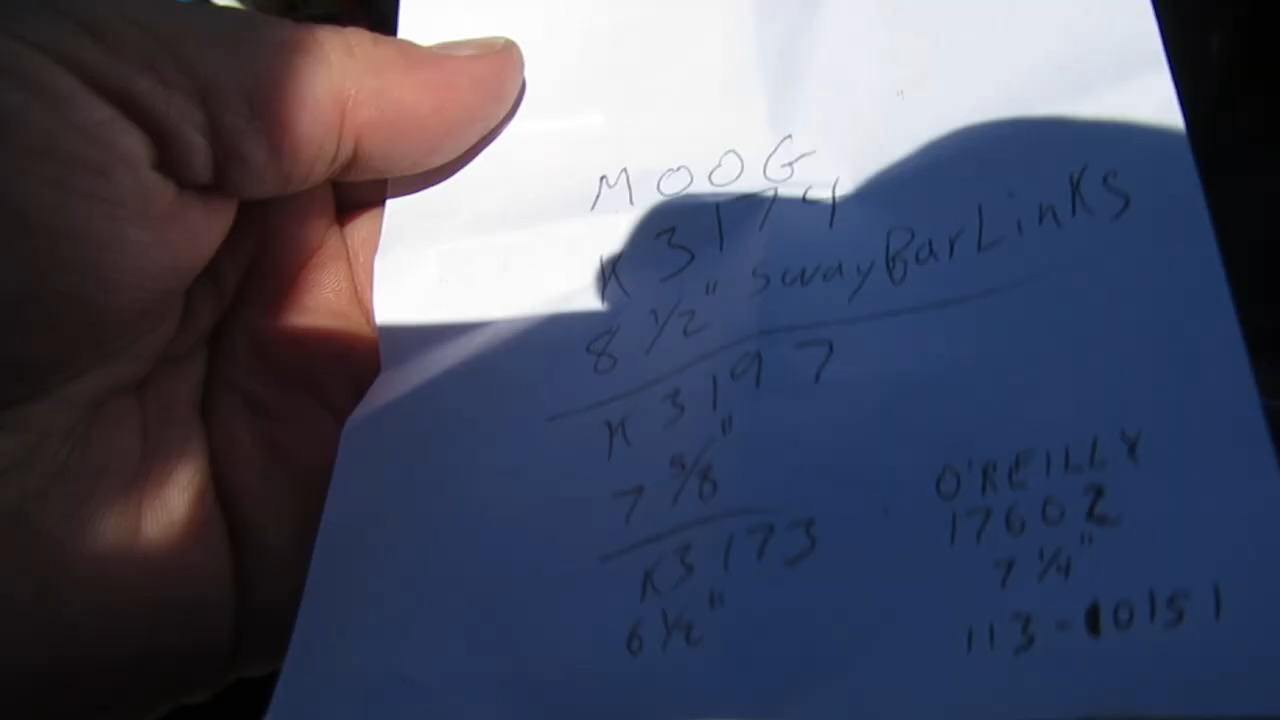 MOOG
K3174
8 1/2" SwayBarLinKS
K3197
7 5/8"
K3173
6 1/2"
O'REILLY
17602
7 1/4"
113-10151